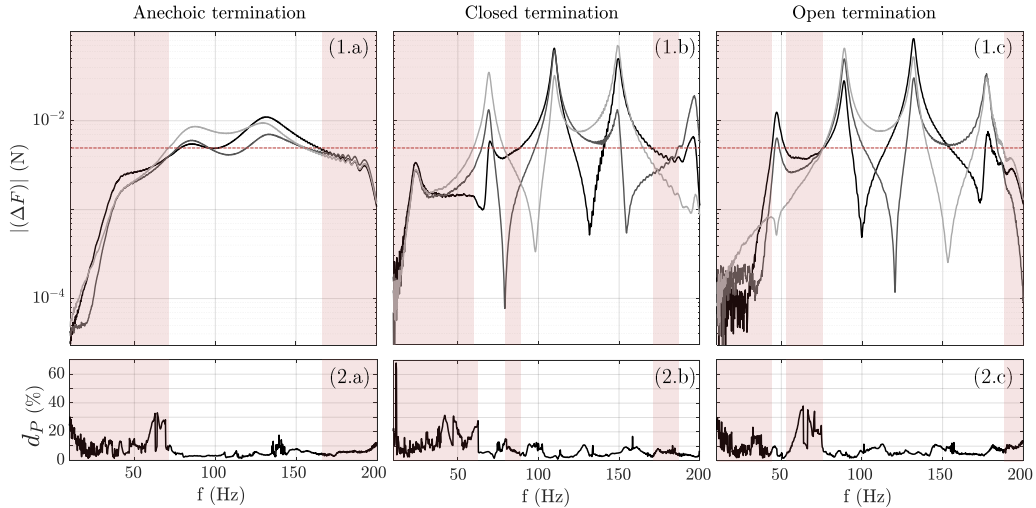 Anechoic termination
Closed termination
Open termination
(1.a)
(1.b)
(1.c)
|(ΔF)| (N)
10⁻²
10⁻⁴
(2.a)
(2.b)
(2.c)
d_P (%)
60
40
20
0
50 100 150 200
50 100 150 200
50 100 150 200
f (Hz)
f (Hz)
f (Hz)